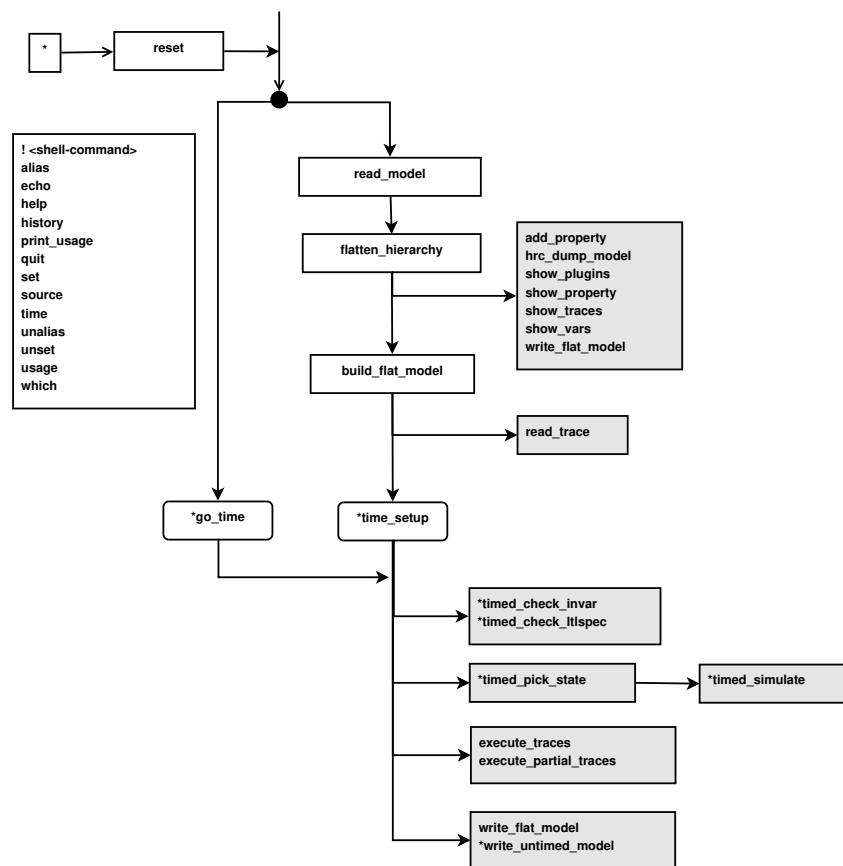 *
reset
! <shell-command>
alias
echo
help
history
print_usage
quit
set
source
time
unalias
unset
usage
which
read_model
flatten_hierarchy
add_property
hrc_dump_model
show_plugins
show_property
show_traces
show_vars
write_flat_model
build_flat_model
read_trace
*go_time
*time_setup
*timed_check_invar
*timed_check_ltlspec
*timed_pick_state
*timed_simulate
execute_traces
execute_partial_traces
write_flat_model
*write_untimed_model